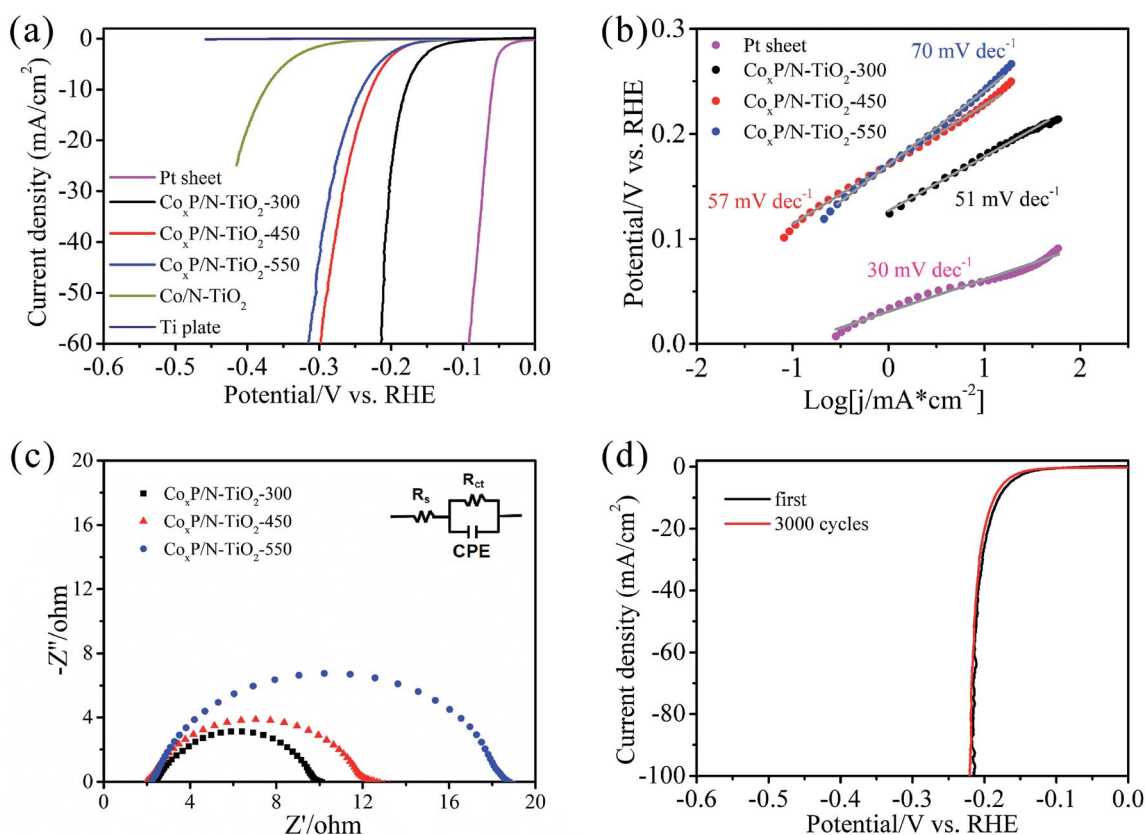 (a)
0
-10
-20
-30
-40
-50
-60
Current density (mA/cm²)
Pt sheet
CoₓP/N-TiO₂-300
CoₓP/N-TiO₂-450
CoₓP/N-TiO₂-550
Co/N-TiO₂
Ti plate
-0.6 -0.5 -0.4 -0.3 -0.2 -0.1 0.0
Potential/V vs. RHE
(b)
0.3
0.2
0.1
0.0
Potential/V vs. RHE
Pt sheet
CoₓP/N-TiO₂-300
CoₓP/N-TiO₂-450
CoₓP/N-TiO₂-550
70 mV dec⁻¹
57 mV dec⁻¹
51 mV dec⁻¹
30 mV dec⁻¹
-2 -1 0 1 2
Log[j/mA*cm⁻²]
(c)
20
16
12
8
4
0
-Z''/ohm
CoₓP/N-TiO₂-300
CoₓP/N-TiO₂-450
CoₓP/N-TiO₂-550
Rₛ
R꜀ₜ
CPE
0 4 8 12 16 20
Z'/ohm
(d)
0
-20
-40
-60
-80
-100
Current density (mA/cm²)
first
3000 cycles
-0.6 -0.5 -0.4 -0.3 -0.2 -0.1 0.0
Potential/V vs. RHE